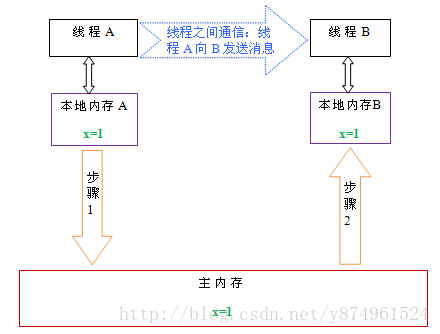 线程 A
线程之间通信：线
程 A 向 B 发送消息
线程 B
本地内存 A
x=1
本地内存B
x=1
步
骤
1
步
骤
2
主内存
x=1
http://blog.csdn.net/y874961524